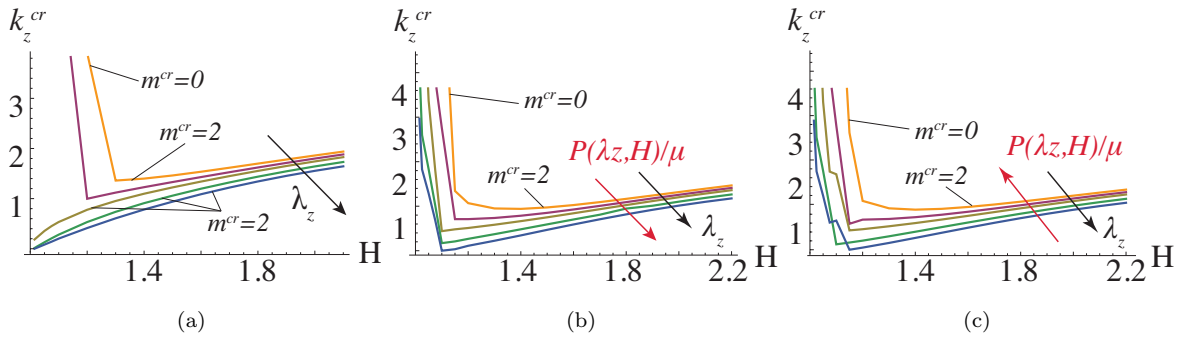 k_z^cr
3
2
1
m^cr=0
m^cr=2
λ_z
m^cr=2
1.4
1.8
H
(a)
k_z^cr
4
3
2
1
m^cr=0
P(λz,H)/μ
m^cr=2
λ_z
1.4
1.8
2.2
H
(b)
k_z^cr
4
3
2
1
m^cr=0
P(λz,H)/μ
m^cr=2
λ_z
1.4
1.8
2.2
H
(c)